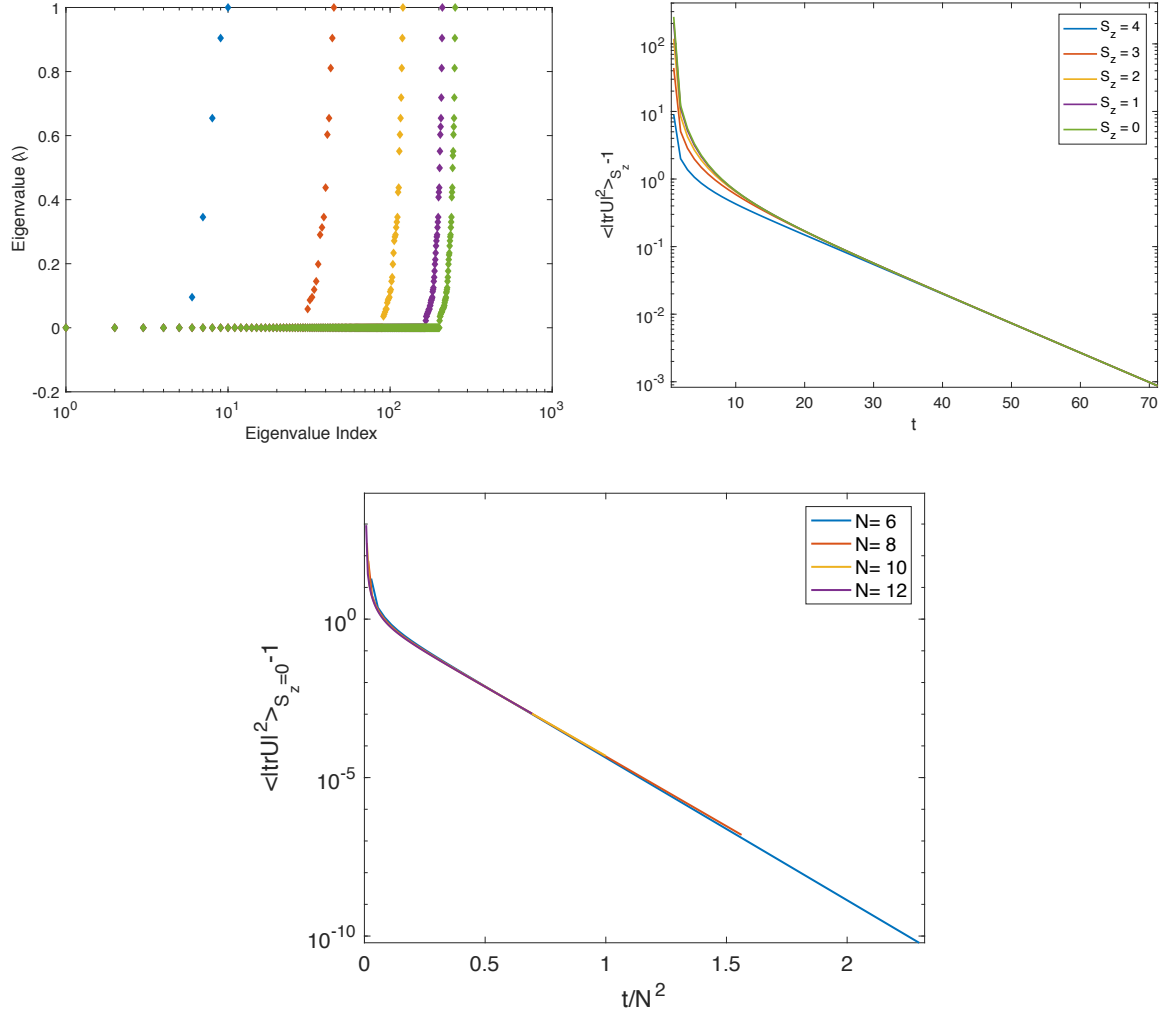 1
0.8
0.6
0.4
0.2
0
-0.2
Eigenvalue (λ)
10^0 10^1 10^2 10^3
Eigenvalue Index
10^2
10^1
10^0
10^-1
10^-2
10^-3
<|trU|^2>_{S_z}-1
10 20 30 40 50 60 70
t
S_z = 4
S_z = 3
S_z = 2
S_z = 1
S_z = 0
10^0
10^-5
10^-10
<|trU|^2>_{S_z=0}-1
0 0.5 1 1.5 2
t/N^2
N= 6
N= 8
N= 10
N= 12